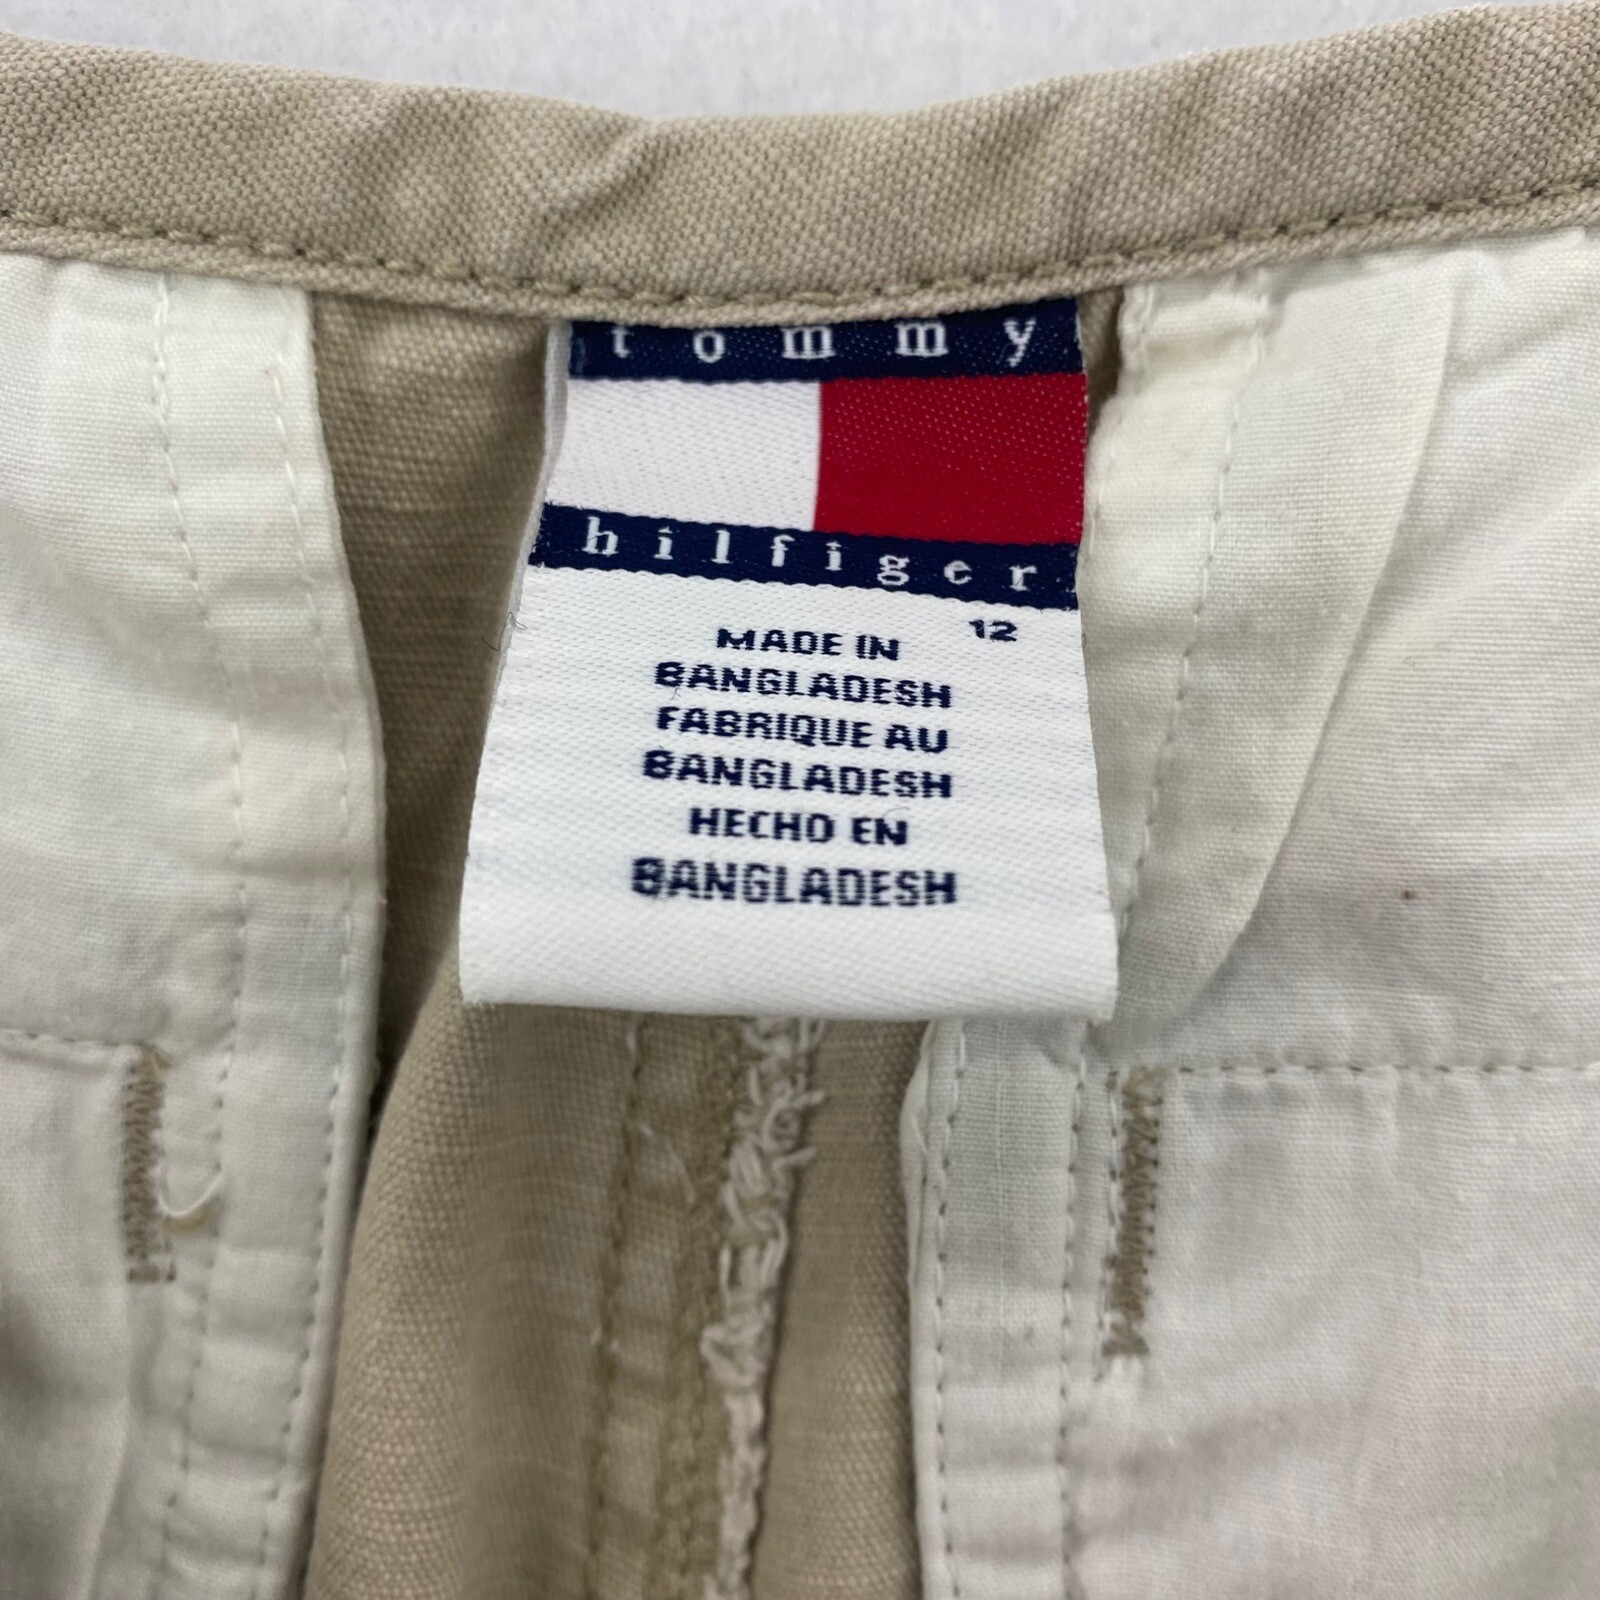 tommy
hilfiger
12
MADE IN
BANGLADESH
FABRIQUE AU
BANGLADESH
HECHO EN
BANGLADESH